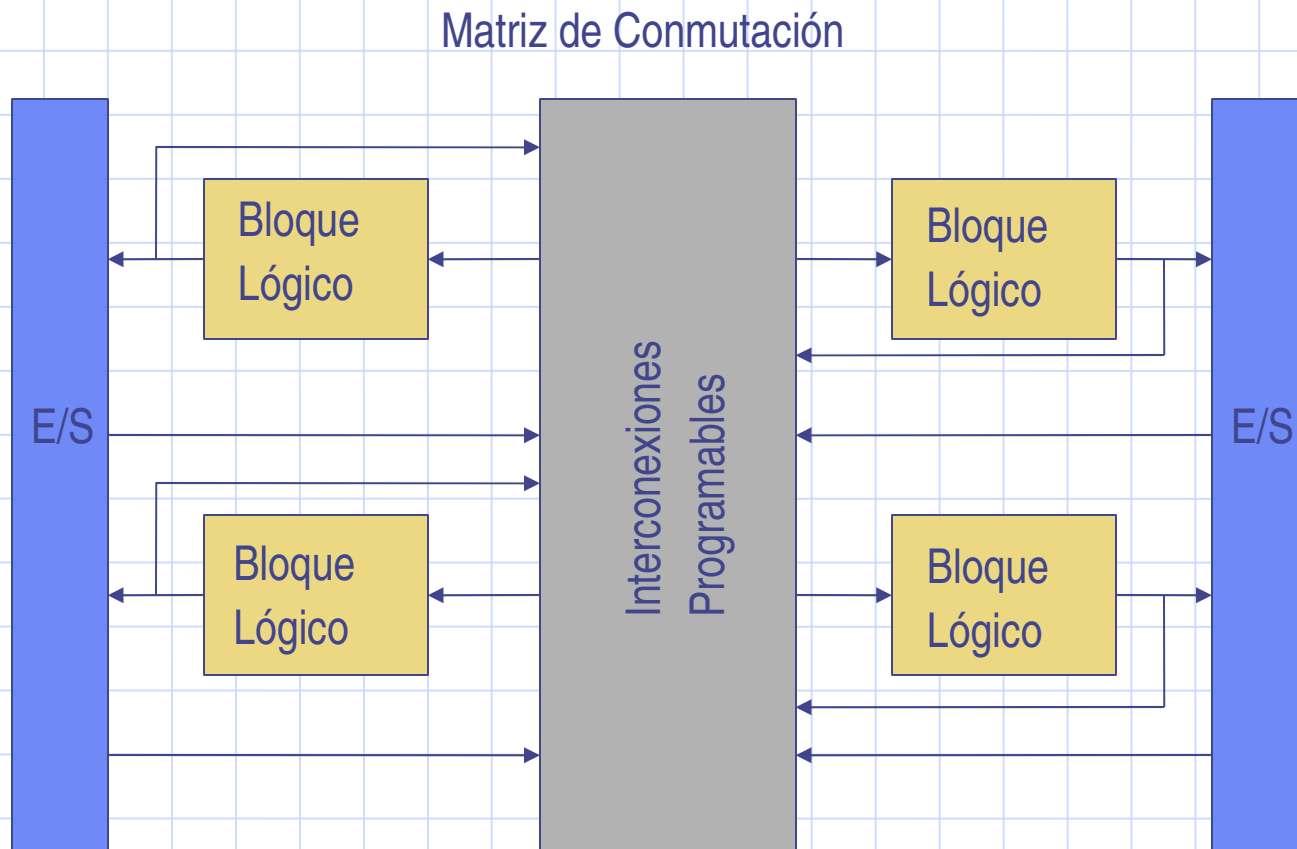 Matriz de Conmutación
Bloque
Lógico
Bloque
Lógico
E/S
Interconexiones
Programables
E/S
Bloque
Lógico
Bloque
Lógico